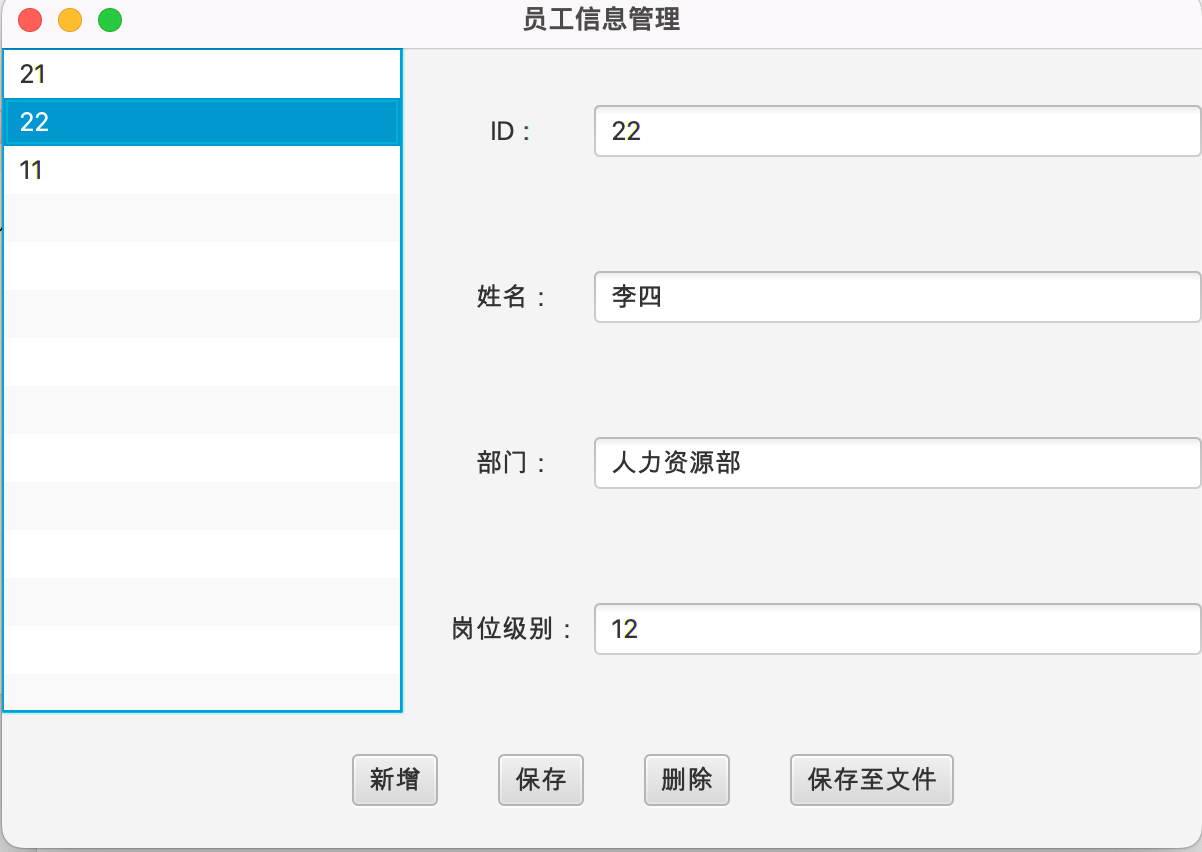 员工信息管理
21
22
11
ID：
22
姓名：
李四
部门：
人力资源部
岗位级别：
12
新增
保存
删除
保存至文件